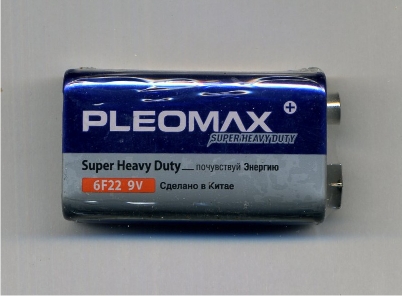 PLEOMAX
SUPER HEAVY DUTY
Super Heavy Duty почувствуй Энергию
6F22 9V Сделано в Китае